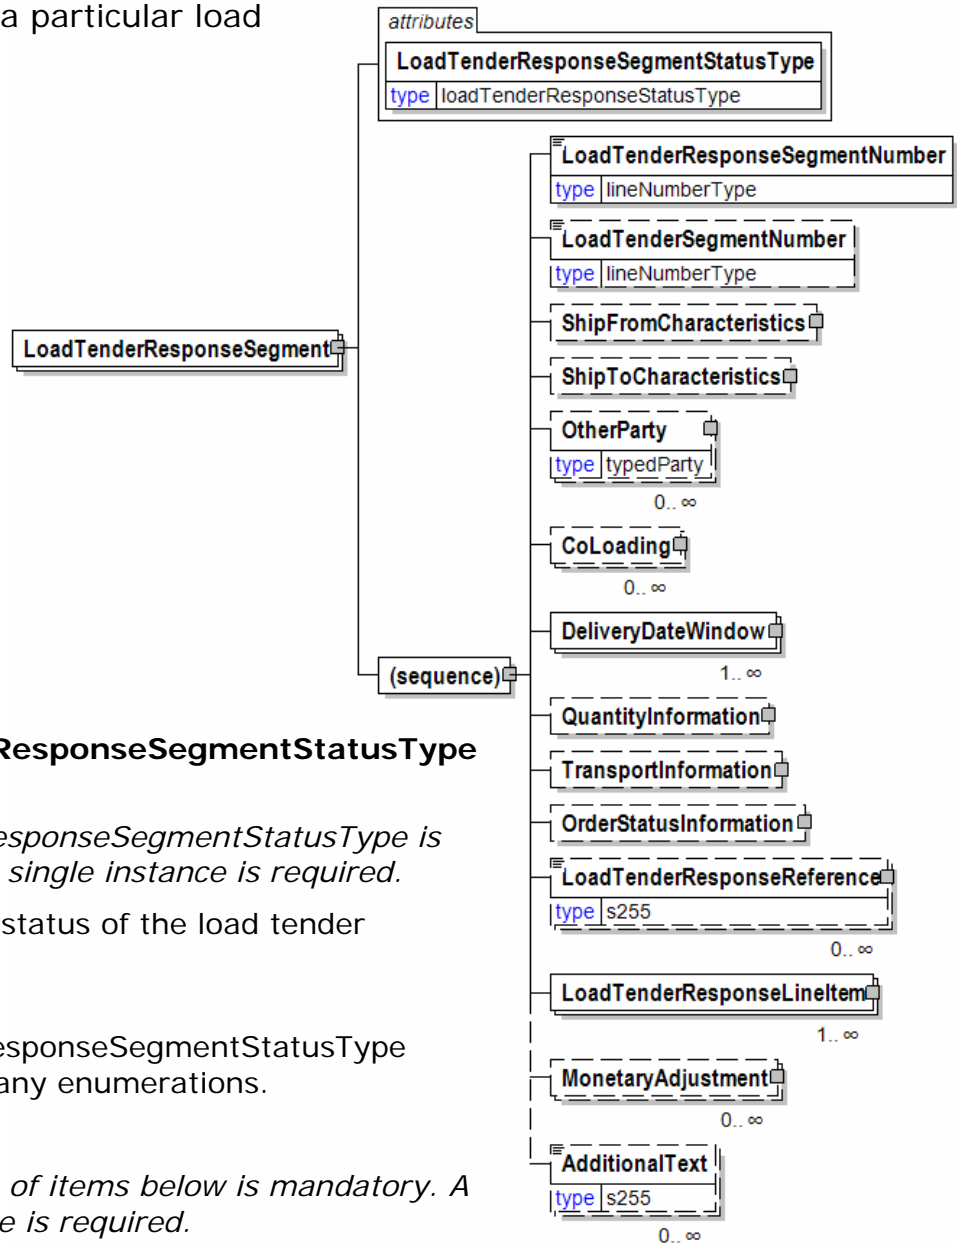 a particular load
attributes
LoadTenderResponseSegmentStatusType
type loadTenderResponseStatusType
LoadTenderResponseSegmentNumber
type lineNumberType
LoadTenderSegmentNumber
type lineNumberType
ShipFromCharacteristics
LoadTenderResponseSegment
ShipToCharacteristics
OtherParty
type typedParty
0.. ∞
CoLoading
0.. ∞
DeliveryDateWindow
1.. ∞
(sequence)
QuantityInformation
ResponseSegmentStatusType
TransportInformation
OrderStatusInformation
esponseSegmentStatusType is
single instance is required.
LoadTenderResponseReference
type s255
status of the load tender
0.. ∞
LoadTenderResponseLineItem
1.. ∞
esponseSegmentStatusType
any enumerations.
MonetaryAdjustment
0.. ∞
AdditionalText
type s255
of items below is mandatory. A
e is required.
0.. ∞